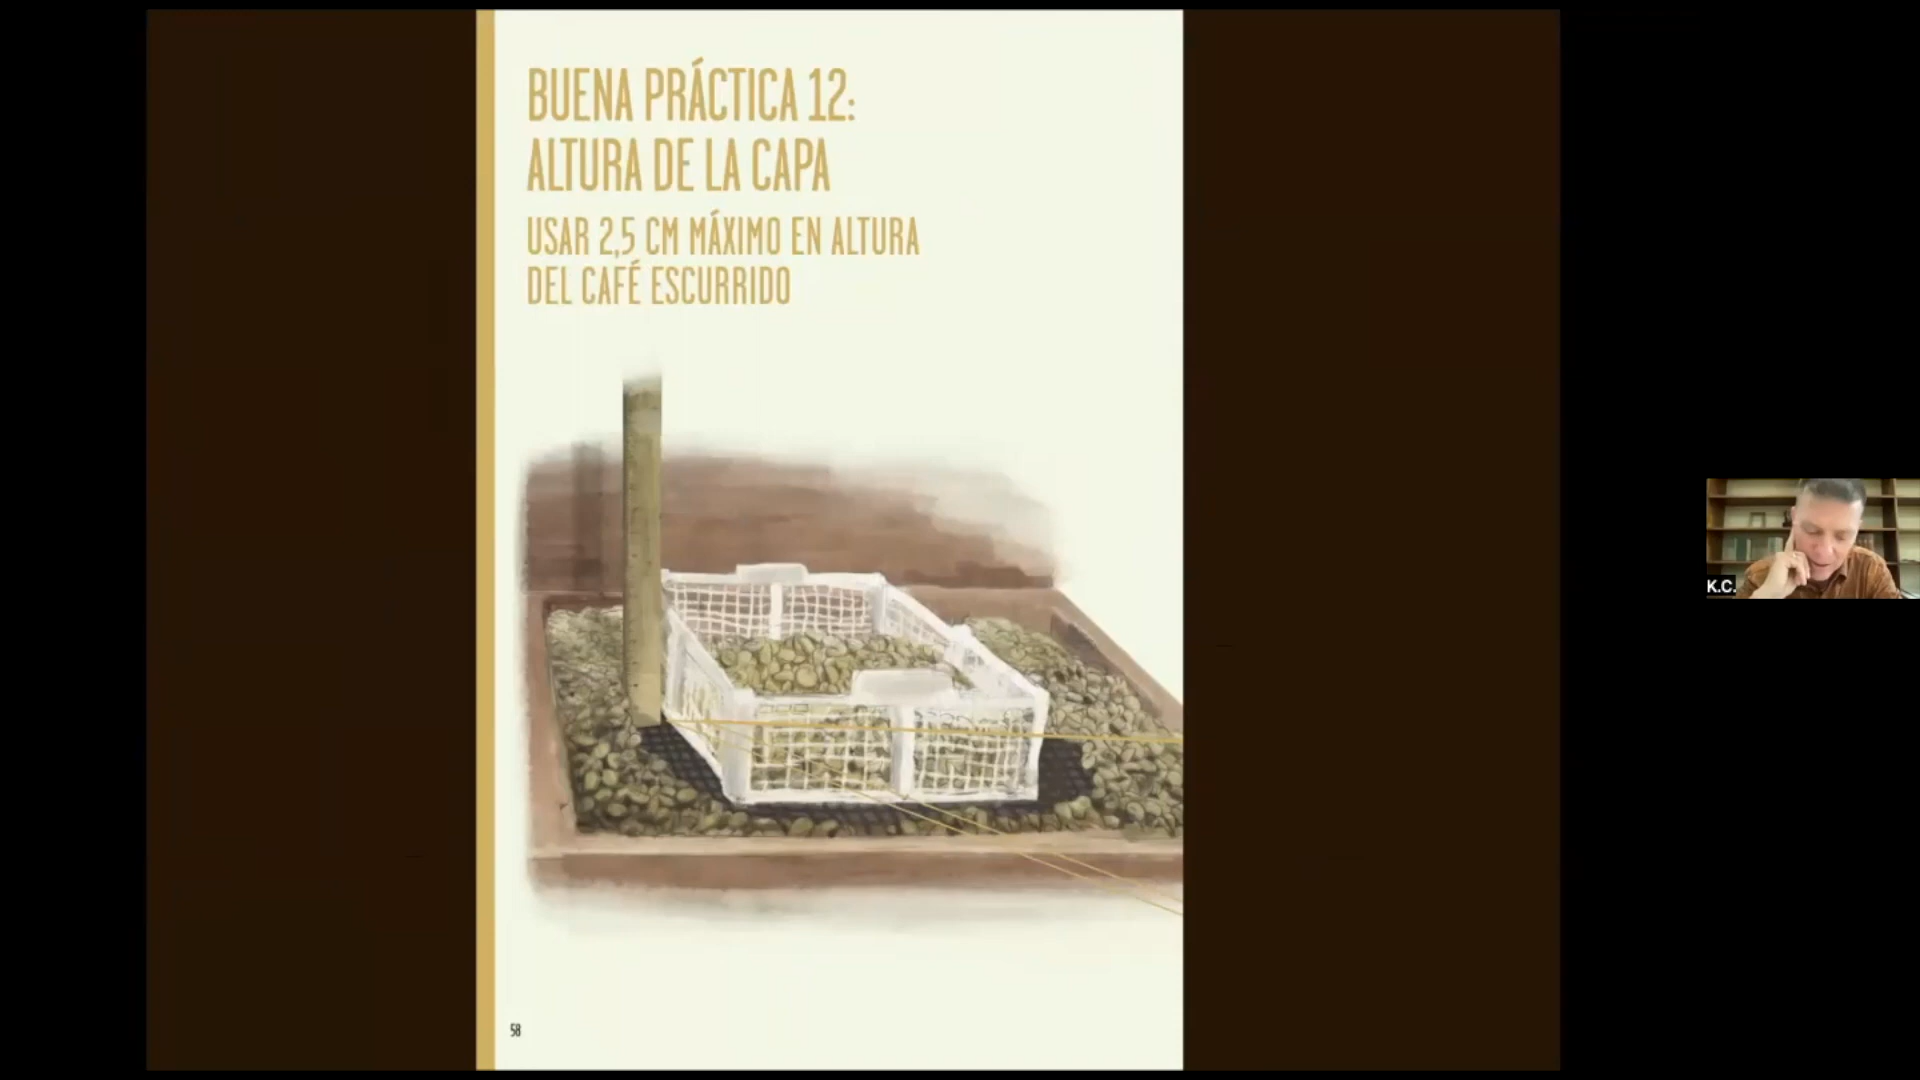 BUENA PRÁCTICA 12:
ALTURA DE LA CAPA
USAR 2,5 CM MÁXIMO EN ALTURA
DEL CAFÉ ESCURRIDO
K.C.
58